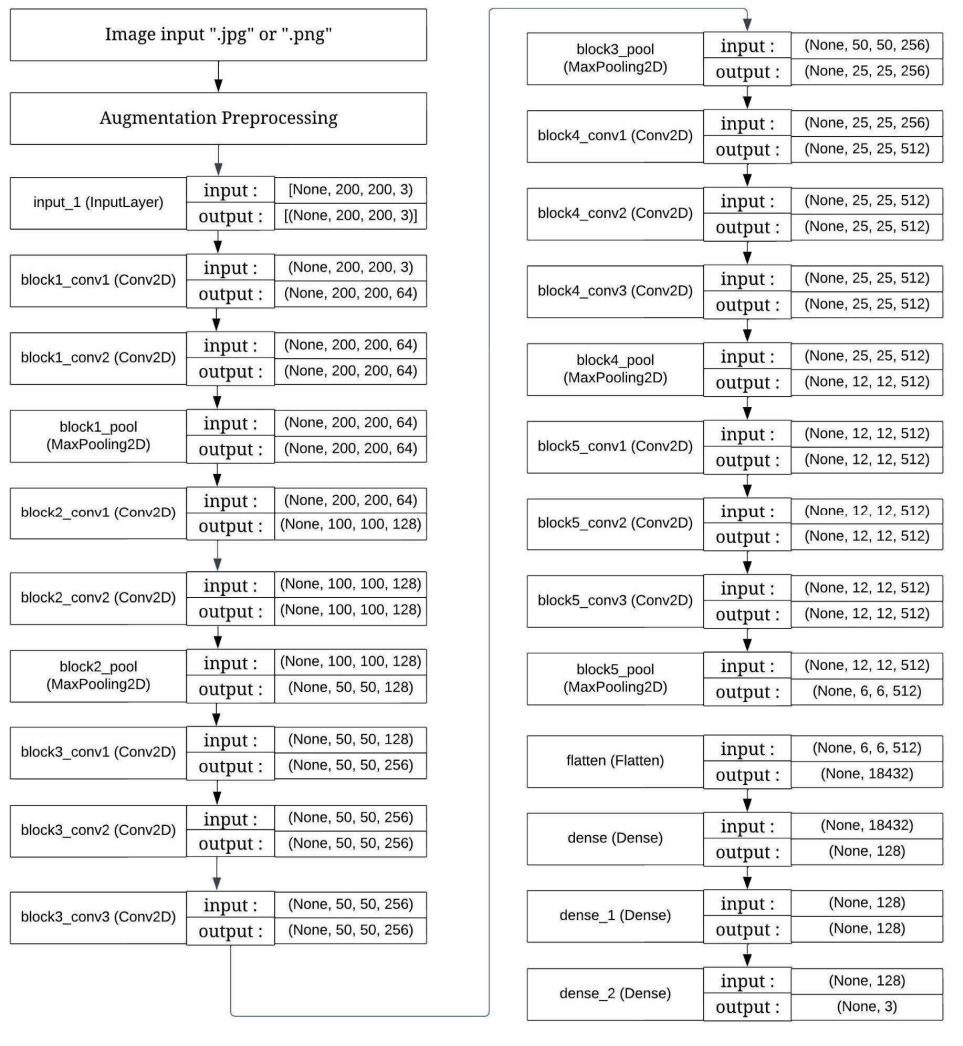 Image input ".jpg" or ".png"
Augmentation Preprocessing
input_1 (InputLayer)
input :
[None, 200, 200, 3)
output :
[(None, 200, 200, 3)]
block1_conv1 (Conv2D)
input :
(None, 200, 200, 3)
output :
(None, 200, 200, 64)
block1_conv2 (Conv2D)
input :
(None, 200, 200, 64)
output :
(None, 200, 200, 64)
block1_pool
(MaxPooling2D)
input :
(None, 200, 200, 64)
output :
(None, 200, 200, 64)
block2_conv1 (Conv2D)
input :
(None, 200, 200, 64)
output :
(None, 100, 100, 128)
block2_conv2 (Conv2D)
input :
(None, 100, 100, 128)
output :
(None, 100, 100, 128)
block2_pool
(MaxPooling2D)
input :
(None, 100, 100, 128)
output :
(None, 50, 50, 128)
block3_conv1 (Conv2D)
input :
(None, 50, 50, 128)
output :
(None, 50, 50, 256)
block3_conv2 (Conv2D)
input :
(None, 50, 50, 256)
output :
(None, 50, 50, 256)
block3_conv3 (Conv2D)
input :
(None, 50, 50, 256)
output :
(None, 50, 50, 256)
block3_pool
(MaxPooling2D)
input :
(None, 50, 50, 256)
output :
(None, 25, 25, 256)
block4_conv1 (Conv2D)
input :
(None, 25, 25, 256)
output :
(None, 25, 25, 512)
block4_conv2 (Conv2D)
input :
(None, 25, 25, 512)
output :
(None, 25, 25, 512)
block4_conv3 (Conv2D)
input :
(None, 25, 25, 512)
output :
(None, 25, 25, 512)
block4_pool
(MaxPooling2D)
input :
(None, 25, 25, 512)
output :
(None, 12, 12, 512)
block5_conv1 (Conv2D)
input :
(None, 12, 12, 512)
output :
(None, 12, 12, 512)
block5_conv2 (Conv2D)
input :
(None, 12, 12, 512)
output :
(None, 12, 12, 512)
block5_conv3 (Conv2D)
input :
(None, 12, 12, 512)
output :
(None, 12, 12, 512)
block5_pool
(MaxPooling2D)
input :
(None, 12, 12, 512)
output :
(None, 6, 6, 512)
flatten (Flatten)
input :
(None, 6, 6, 512)
output :
(None, 18432)
dense (Dense)
input :
(None, 18432)
output :
(None, 128)
dense_1 (Dense)
input :
(None, 128)
output :
(None, 128)
dense_2 (Dense)
input :
(None, 128)
output :
(None, 3)